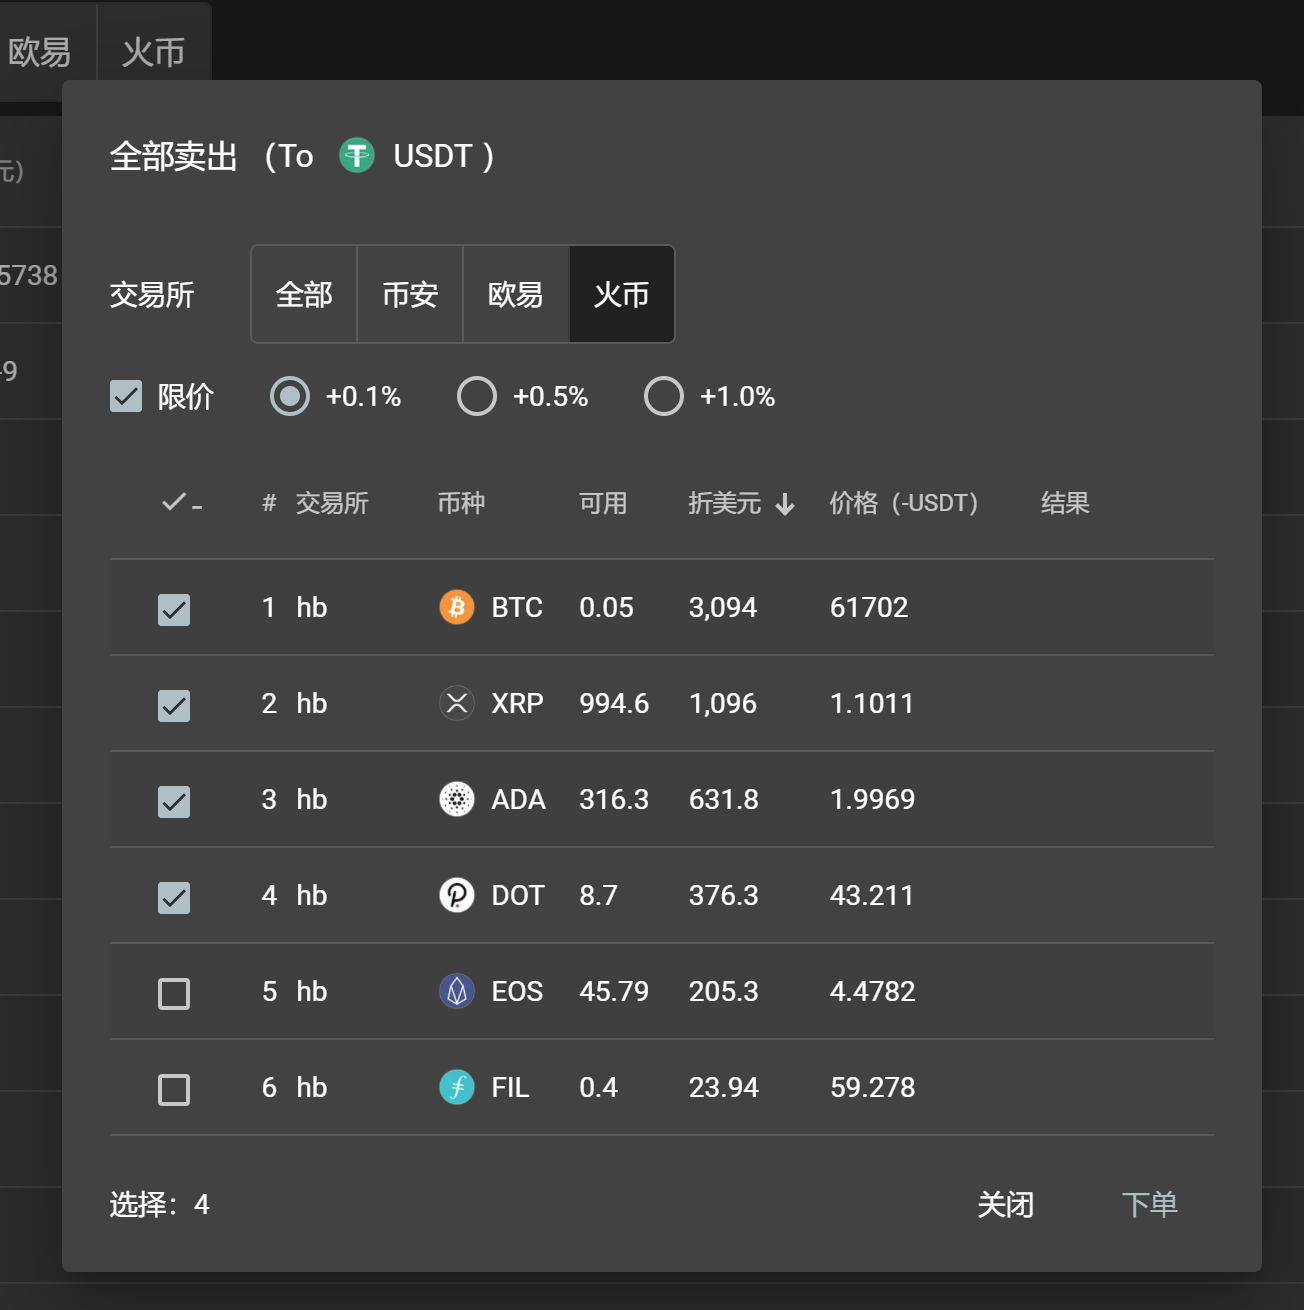 欧易 火币
全部卖出 (To USDT )
元)
交易所 全部 币安 欧易 火币
5738
限价 +0.1% +0.5% +1.0%
-9
# 交易所 币种 可用 折美元 ↓ 价格 (-USDT) 结果
1 hb BTC 0.05 3,094 61702
2 hb XRP 994.6 1,096 1.1011
3 hb ADA 316.3 631.8 1.9969
4 hb DOT 8.7 376.3 43.211
5 hb EOS 45.79 205.3 4.4782
6 hb FIL 0.4 23.94 59.278
选择：4 关闭 下单